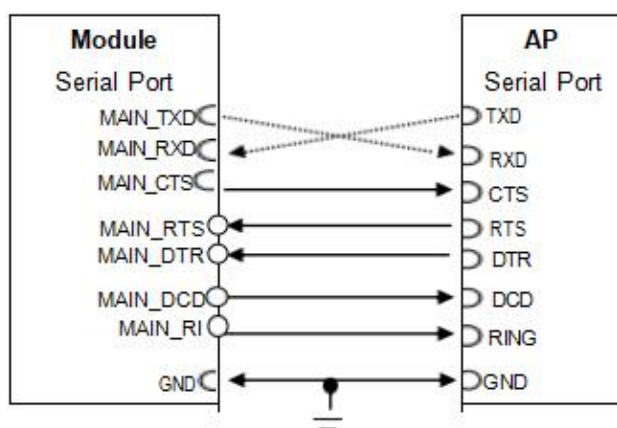 Module
Serial Port
MAIN_TXD
MAIN_RXD
MAIN_CTS
MAIN_RTS
MAIN_DTR
MAIN_DCD
MAIN_RI
GND
AP
Serial Port
TXD
RXD
CTS
RTS
DTR
DCD
RING
GND